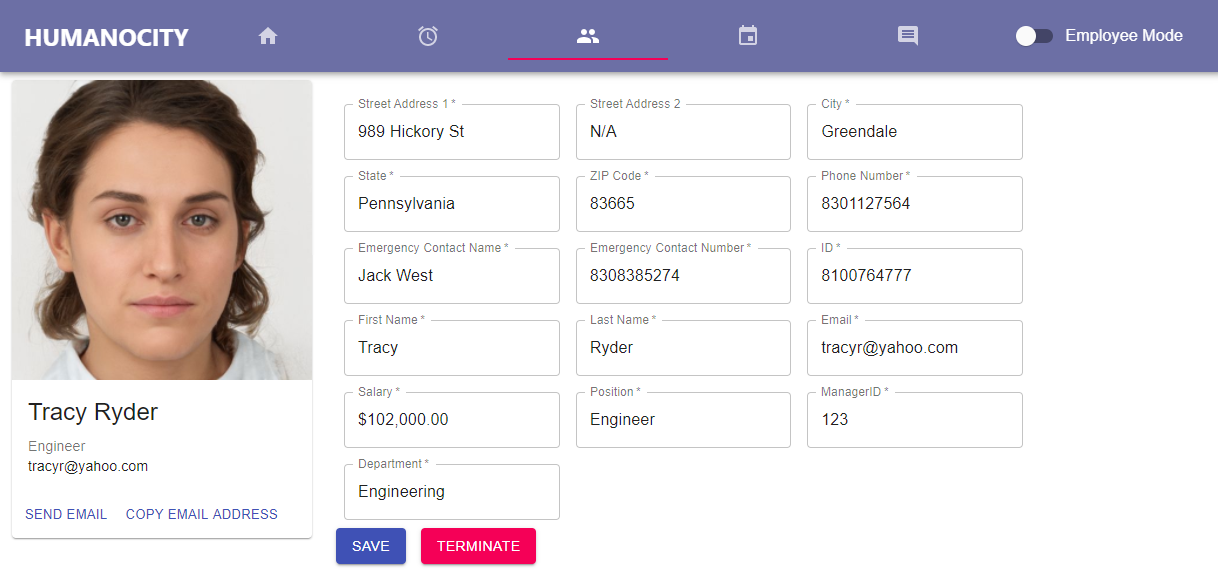 HUMANOCITY
Employee Mode
Tracy Ryder
Engineer
tracyr@yahoo.com
SEND EMAIL COPY EMAIL ADDRESS
Street Address 1 * Street Address 2 City *
989 Hickory St N/A Greendale
State * ZIP Code * Phone Number *
Pennsylvania 83665 8301127564
Emergency Contact Name * Emergency Contact Number * ID *
Jack West 8308385274 8100764777
First Name * Last Name * Email *
Tracy Ryder tracyr@yahoo.com
Salary * Position * ManagerID *
$102,000.00 Engineer 123
Department *
Engineering
SAVE TERMINATE